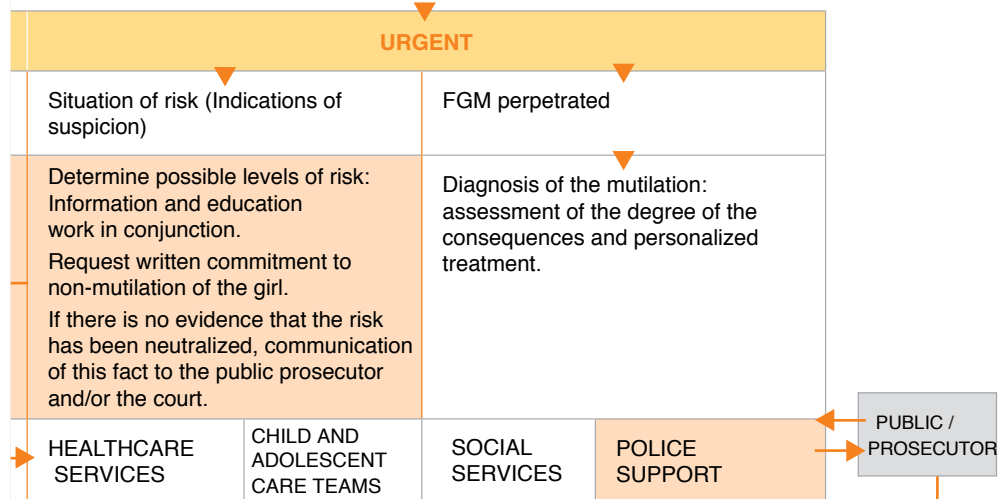 URGENT
Situation of risk (Indications of
suspicion)
FGM perpetrated
Determine possible levels of risk:
Information and education
work in conjunction.
Request written commitment to
non-mutilation of the girl.
If there is no evidence that the risk
has been neutralized, communication
of this fact to the public prosecutor
and/or the court.
Diagnosis of the mutilation:
assessment of the degree of the
consequences and personalized
treatment.
HEALTHCARE
SERVICES
CHILD AND
ADOLESCENT
CARE TEAMS
SOCIAL
SERVICES
POLICE
SUPPORT
PUBLIC /
PROSECUTOR